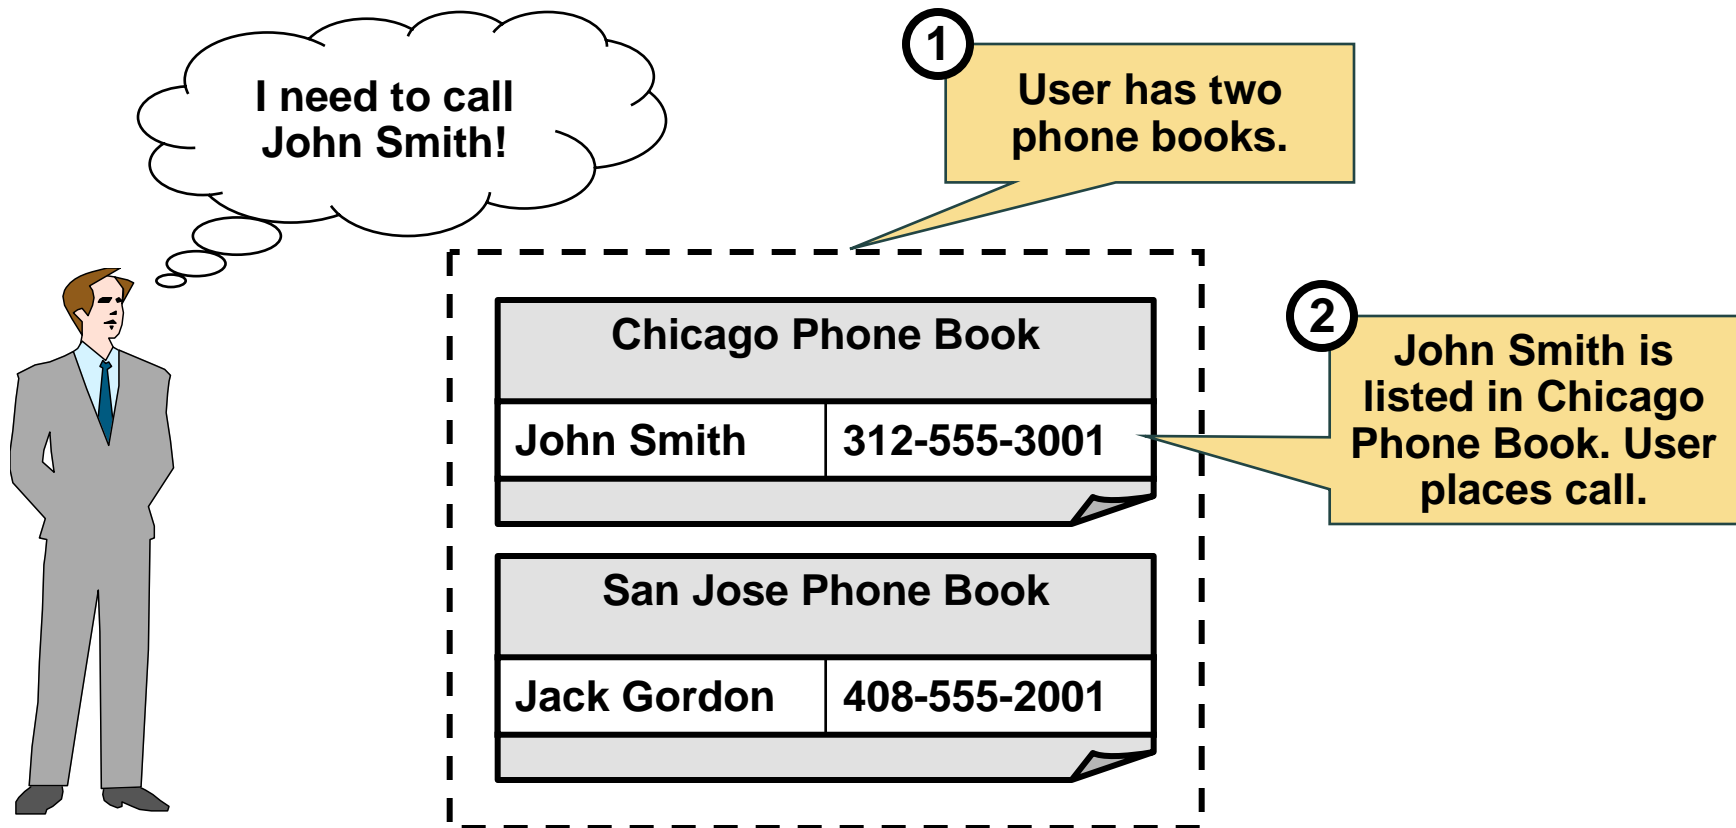 I need to call
John Smith!
1
User has two
phone books.
Chicago Phone Book
John Smith 312-555-3001
2
John Smith is
listed in Chicago
Phone Book. User
places call.
San Jose Phone Book
Jack Gordon 408-555-2001